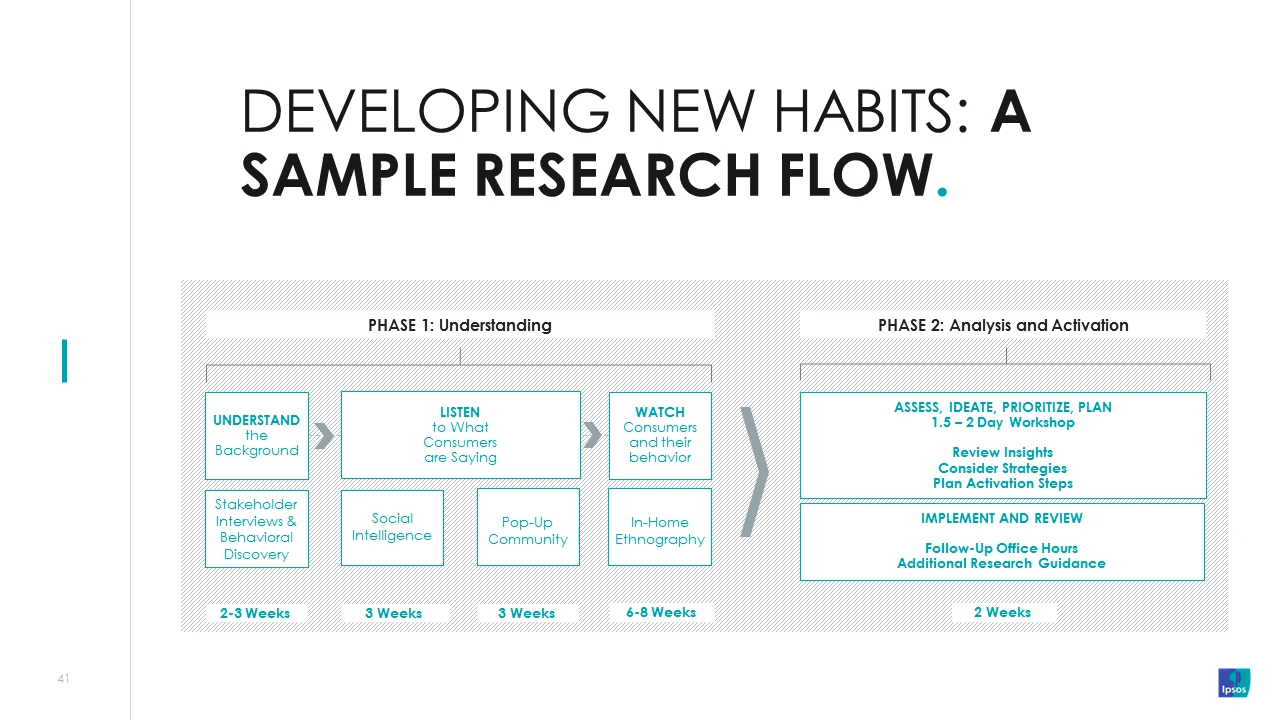 DEVELOPING NEW HABITS: A
SAMPLE RESEARCH FLOW.
PHASE 1: Understanding
PHASE 2: Analysis and Activation
UNDERSTAND
the
Background
LISTEN
to What
Consumers
are Saying
WATCH
Consumers
and their
behavior
ASSESS, IDEATE, PRIORITIZE, PLAN
1.5 – 2 Day Workshop
Review Insights
Consider Strategies
Plan Activation Steps
Stakeholder
Interviews &
Behavioral
Discovery
Social
Intelligence
Pop-Up
Community
In-Home
Ethnography
IMPLEMENT AND REVIEW
Follow-Up Office Hours
Additional Research Guidance
2-3 Weeks
3 Weeks
3 Weeks
6-8 Weeks
2 Weeks
41
Ipsos